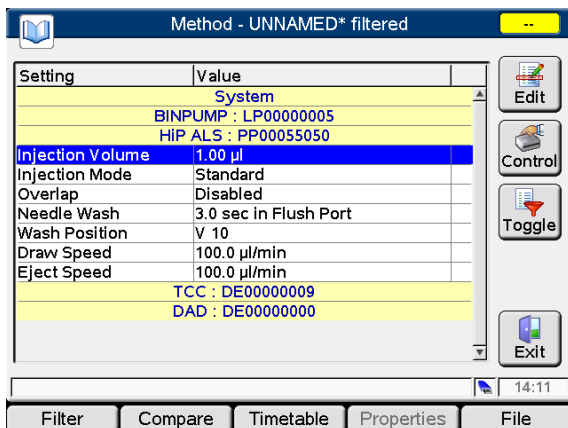 Method - UNNAMED* filtered
--
Setting Value
System
BINPUMP : LP00000005
HiP ALS : PP00055050
Injection Volume 1.00 µl
Injection Mode Standard
Overlap Disabled
Needle Wash 3.0 sec in Flush Port
Wash Position V 10
Draw Speed 100.0 µl/min
Eject Speed 100.0 µl/min
TCC : DE00000009
DAD : DE00000000
Edit
Control
Toggle
Exit
14:11
Filter Compare Timetable Properties File